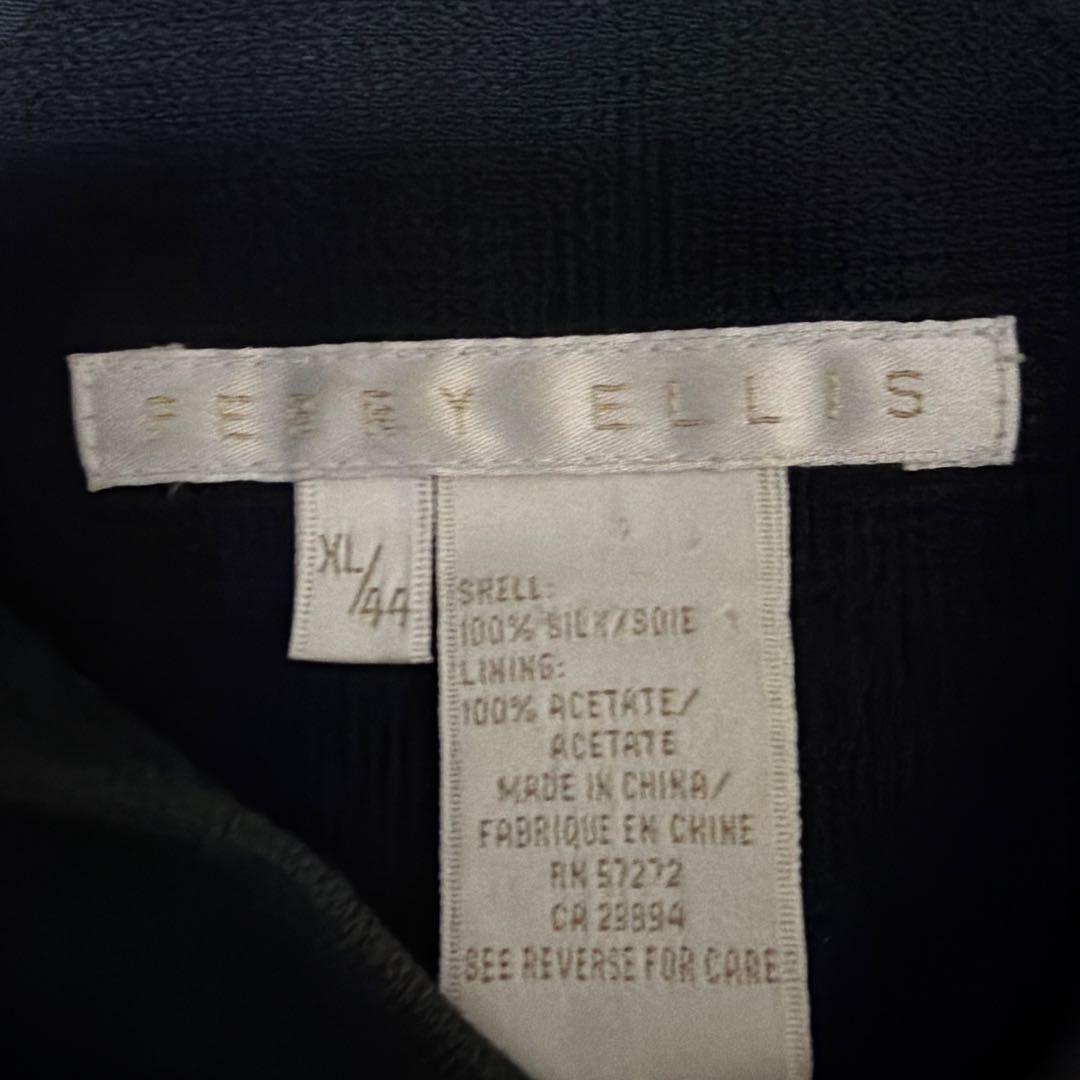 PERRY ELLIS
XL/44
SHELL:
100% SILK/SOIE
LINING:
100% ACETATE/
ACETATE
MADE IN CHINA/
FABRIQUE EN CHINE
RN 57272
CA 29894
SEE REVERSE FOR CARE